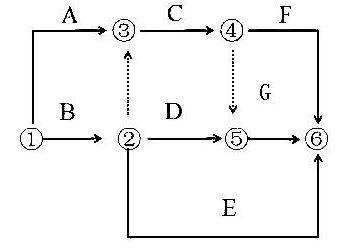 A C F
③ ④
G
B D
① ② ⑤ ⑥
E